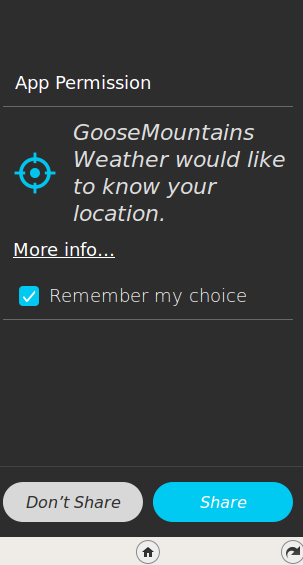 App Permission
GooseMountains
Weather would like
to know your
location.
More info...
Remember my choice
Don't Share
Share